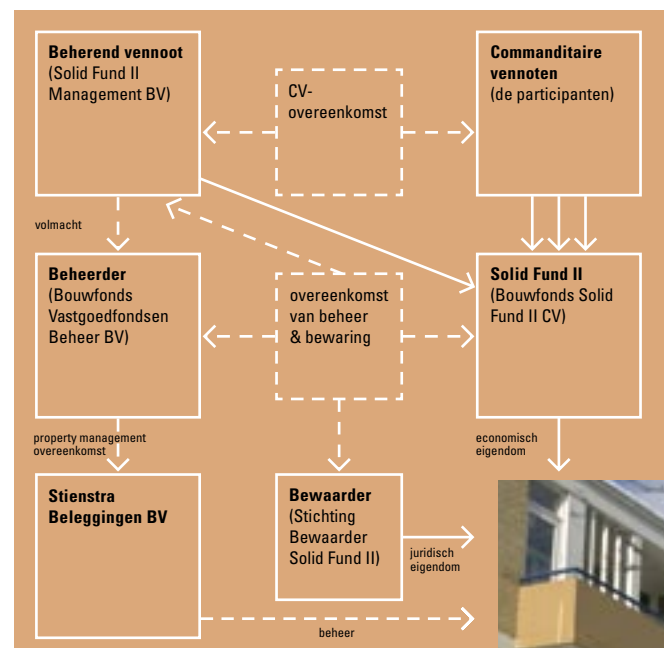 Beherend vennoot
(Solid Fund II
Management BV)
CV-
overeenkomst
Commanditaire
vennoten
(de participanten)
volmacht
Beheerder
(Bouwfonds
Vastgoedfondsen
Beheer BV)
overeenkomst
van beheer
& bewaring
Solid Fund II
(Bouwfonds Solid
Fund II CV)
property management
overeenkomst
economisch
eigendom
Stienstra
Beleggingen BV
Bewaarder
(Stichting
Bewaarder
Solid Fund II)
juridisch
eigendom
beheer